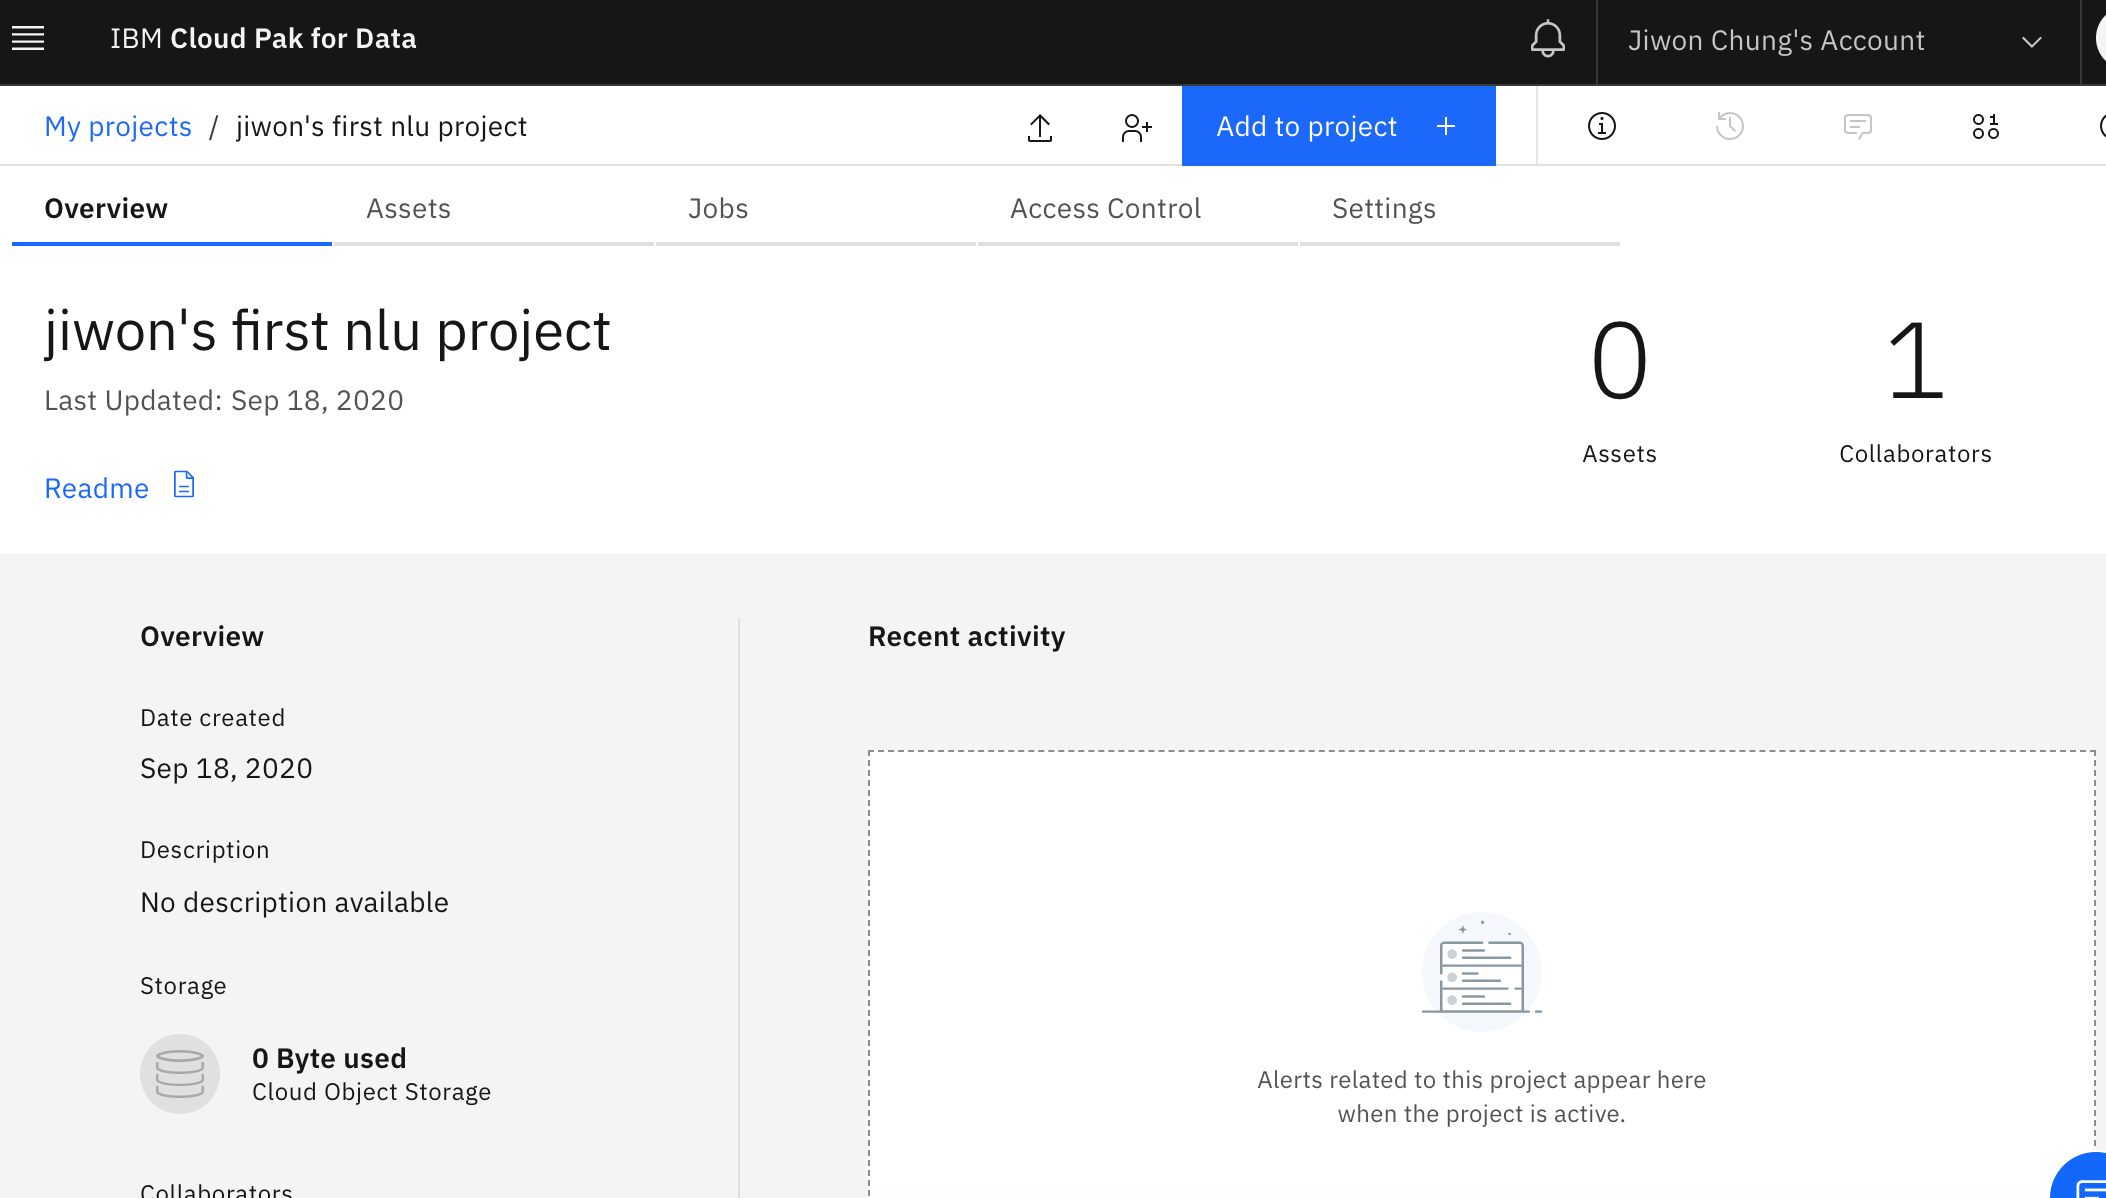 IBM Cloud Pak for Data
Jiwon Chung's Account
My projects / jiwon's first nlu project
Add to project +
Overview
Assets
Jobs
Access Control
Settings
jiwon's first nlu project
Last Updated: Sep 18, 2020
Readme
0
Assets
1
Collaborators
Overview
Date created
Sep 18, 2020
Description
No description available
Storage
0 Byte used
Cloud Object Storage
Collaborators
Recent activity
Alerts related to this project appear here
when the project is active.